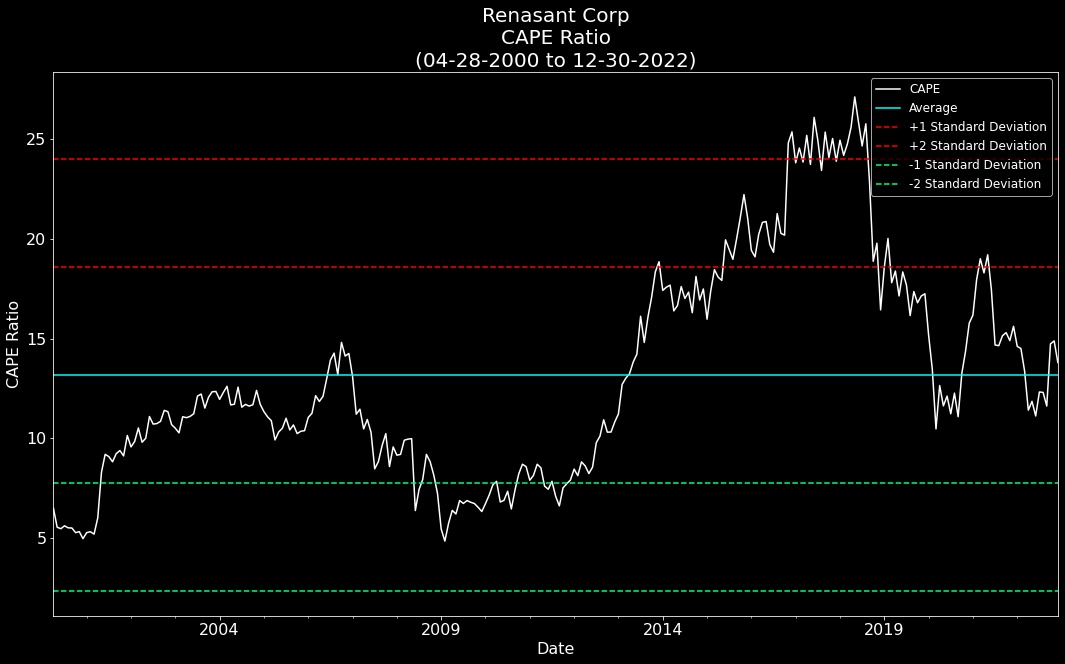 Renasant Corp
CAPE Ratio
(04-28-2000 to 12-30-2022)
CAPE
Average
+1 Standard Deviation
+2 Standard Deviation
-1 Standard Deviation
-2 Standard Deviation
25
20
15
10
5
CAPE Ratio
2004
2009
2014
2019
Date